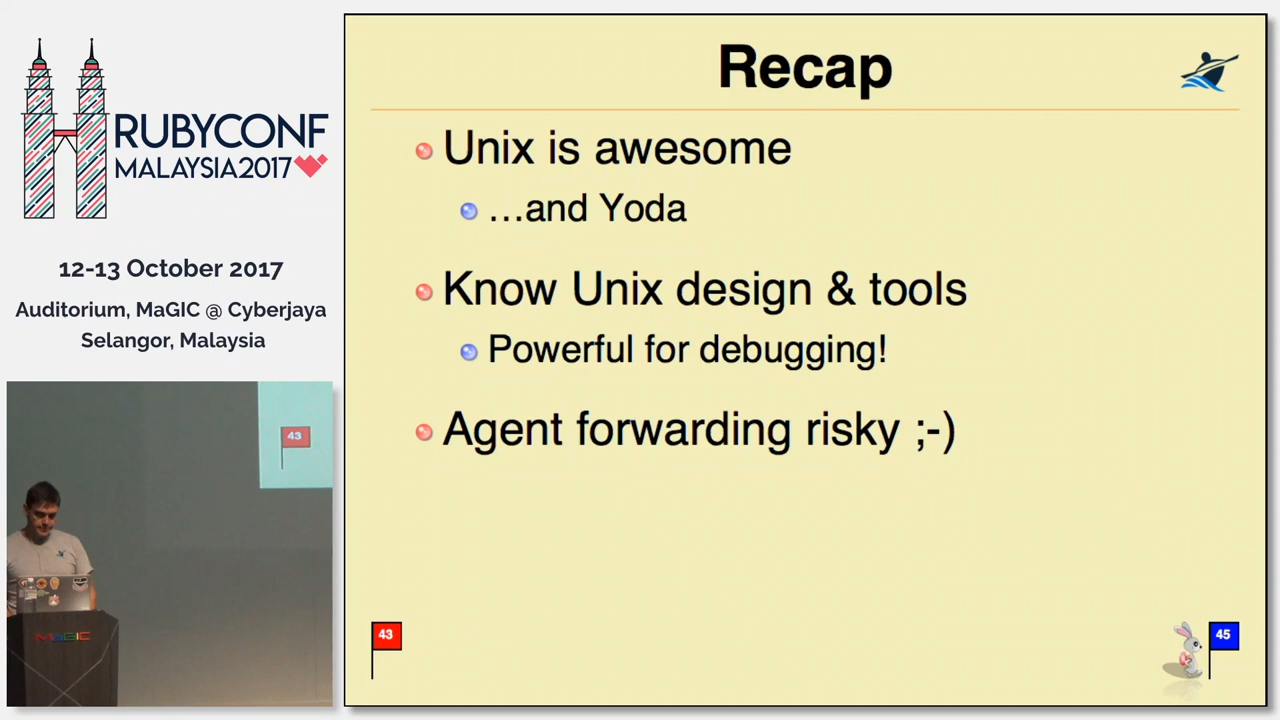 RUBYCONF
MALAYSIA2017
12-13 October 2017
Auditorium, MaGIC @ Cyberjaya
Selangor, Malaysia
43
MaGIC
Recap
Unix is awesome
...and Yoda
Know Unix design & tools
Powerful for debugging!
Agent forwarding risky ;-)
43
45